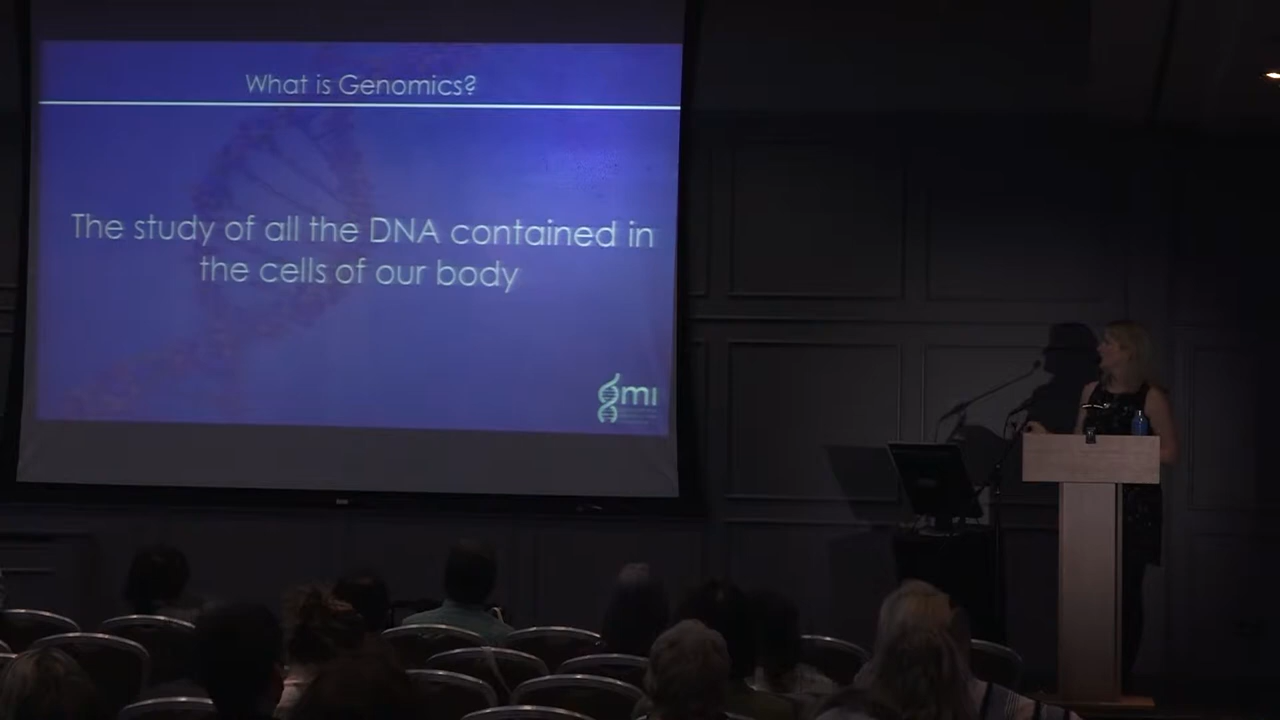 What is Genomics?
The study of all the DNA contained in
the cells of our body
gmi